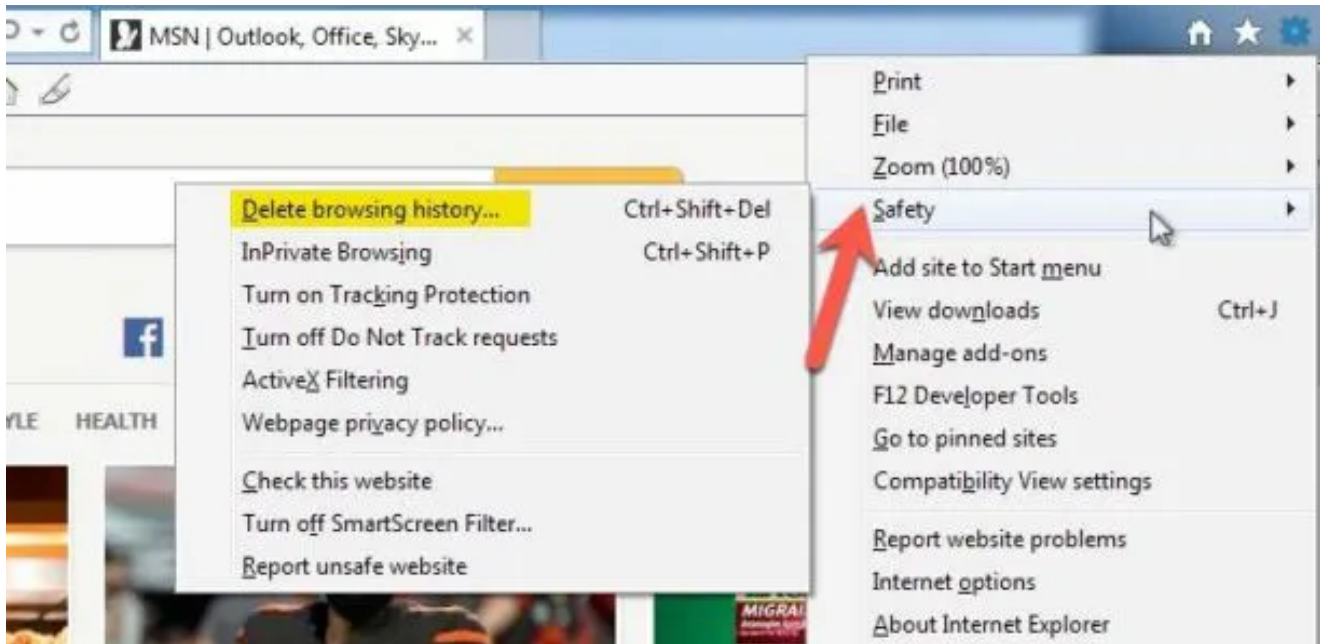 MSN | Outlook, Office, Sky...
Print
File
Zoom (100%)
Safety
Add site to Start menu
View downloads Ctrl+J
Manage add-ons
F12 Developer Tools
Go to pinned sites
Compatibility View settings
Report website problems
Internet options
About Internet Explorer
Delete browsing history... Ctrl+Shift+Del
InPrivate Browsing Ctrl+Shift+P
Turn on Tracking Protection
Turn off Do Not Track requests
ActiveX Filtering
Webpage privacy policy...
Check this website
Turn off SmartScreen Filter...
Report unsafe website
f
YLE HEALTH
MIGRAI